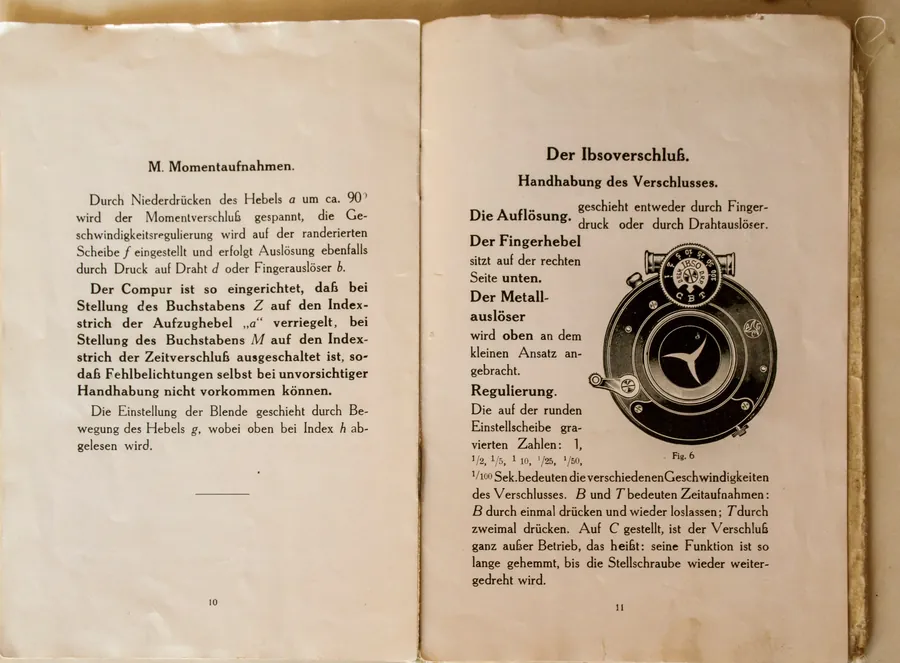 M. Momentaufnahmen.
Durch Niederdrücken des Hebels a um ca. 90°
wird der Momentverschluß gespannt, die Ge-
schwindigkeitsregulierung wird auf der randerierten
Scheibe f eingestellt und erfolgt Auslösung ebenfalls
durch Druck auf Draht d oder Fingerauslöser b.
Der Compur ist so eingerichtet, daß bei
Stellung des Buchstabens Z auf den Index-
strich der Aufzughebel „a“ verriegelt, bei
Stellung des Buchstabens M auf den Index-
strich der Zeitverschluß ausgeschaltet ist, so-
daß Fehlbelichtungen selbst bei unvorsichtiger
Handhabung nicht vorkommen können.
Die Einstellung der Blende geschieht durch Be-
wegung des Hebels g, wobei oben bei Index h ab-
gelesen wird.
10
Der Ibsoverschluß.
Handhabung des Verschlusses.
Die Auflösung. geschieht entweder durch Finger-
druck oder durch Drahtauslöser.
Der Fingerhebel
sitzt auf der rechten
Seite unten.
Der Metall-
auslöser
wird oben an dem
kleinen Ansatz an-
gebracht.
Regulierung.
Die auf der runden
Einstellscheibe gra-
vierten Zahlen: 1,
1/2, 1/5, 1 10, 1/25, 1/50,
1/100 Sek. bedeuten die verschiedenen Geschwindigkeiten
des Verschlusses. B und T bedeuten Zeitaufnahmen:
B durch einmal drücken und wieder loslassen; T durch
zweimal drücken. Auf C gestellt, ist der Verschluß
ganz außer Betrieb, das heißt: seine Funktion ist so
lange gehemmt, bis die Stellschraube wieder weiter-
gedreht wird.
IBSO
C B T
Fig. 6
11